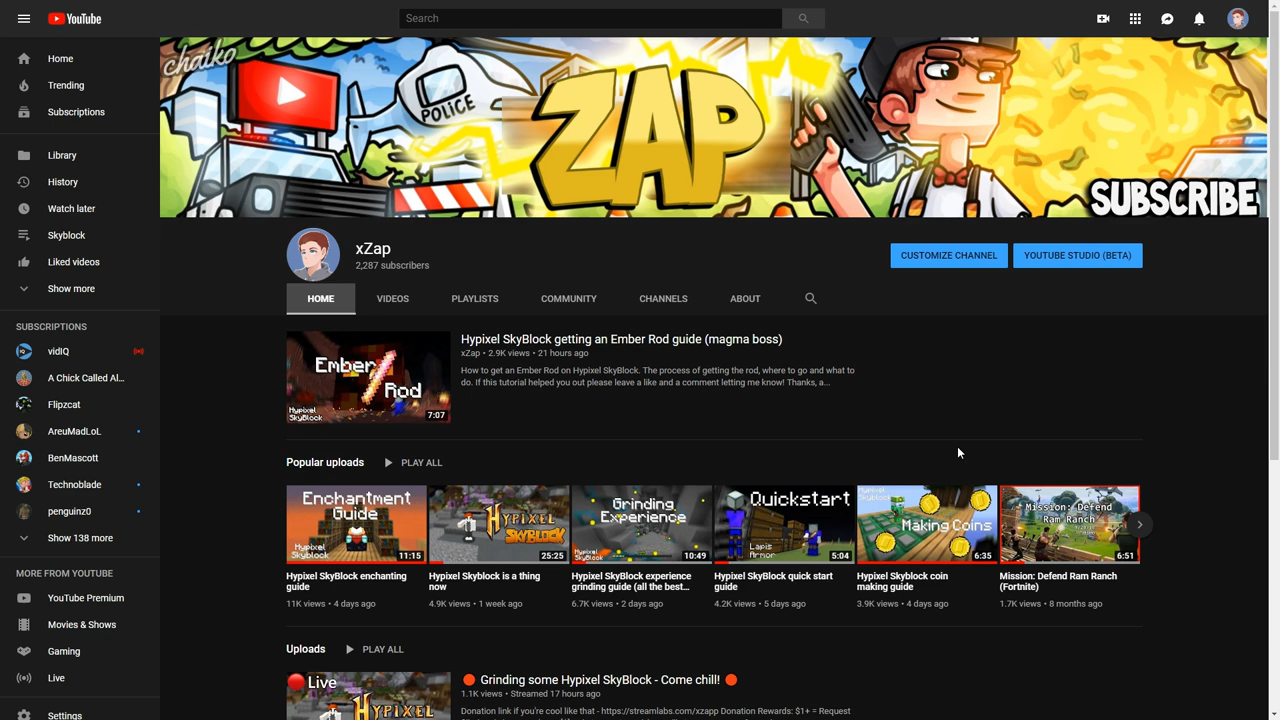 YouTube
Search
Home
Trending
Subscriptions
Library
History
Watch later
Skyblock
Liked videos
Show more
SUBSCRIPTIONS
vidIQ
A Chick Called Al...
Flipzcat
AreuMadLoL
BenMascott
Technoblade
penguinz0
Show 138 more
MORE FROM YOUTUBE
YouTube Premium
Movies & Shows
Gaming
Live
Settings
chaiko
POLICE
ZAP
SUBSCRIBE
xZap
2,287 subscribers
CUSTOMIZE CHANNEL
YOUTUBE STUDIO (BETA)
HOME VIDEOS PLAYLISTS COMMUNITY CHANNELS ABOUT
Ember
Rod
Hypixel
SkyBlock
7:07
Hypixel SkyBlock getting an Ember Rod guide (magma boss)
xZap • 2.9K views • 21 hours ago
How to get an Ember Rod on Hypixel SkyBlock. The process of getting the rod, where to go and what to
do. If this tutorial helped you out please leave a like and a comment letting me know! Thanks, a...
Popular uploads PLAY ALL
Enchantment
Guide
Hypixel
SkyBlock
11:15
Hypixel SkyBlock enchanting
guide
11K views • 4 days ago
HYPIXEL
SKYBLOCK
25:25
Hypixel Skyblock is a thing
now
4.9K views • 1 week ago
Grinding
Experience
Hypixel
SkyBlock
10:49
Hypixel SkyBlock experience
grinding guide (all the best...
6.7K views • 2 days ago
Quickstart
Lapis
Armor
5:04
Hypixel SkyBlock quick start
guide
4.2K views • 5 days ago
Hypixel
Skyblock
Making Coins
6:35
Hypixel Skyblock coin
making guide
3.9K views • 4 days ago
Mission: Defend
Ram Ranch
6:51
Mission: Defend Ram Ranch
(Fortnite)
1.7K views • 8 months ago
Uploads PLAY ALL
Live
HYPIXEL
Grinding some Hypixel SkyBlock - Come chill!
1.1K views • Streamed 17 hours ago
Donation link if you're cool like that - https://streamlabs.com/xzapp Donation Rewards: $1+ = Request